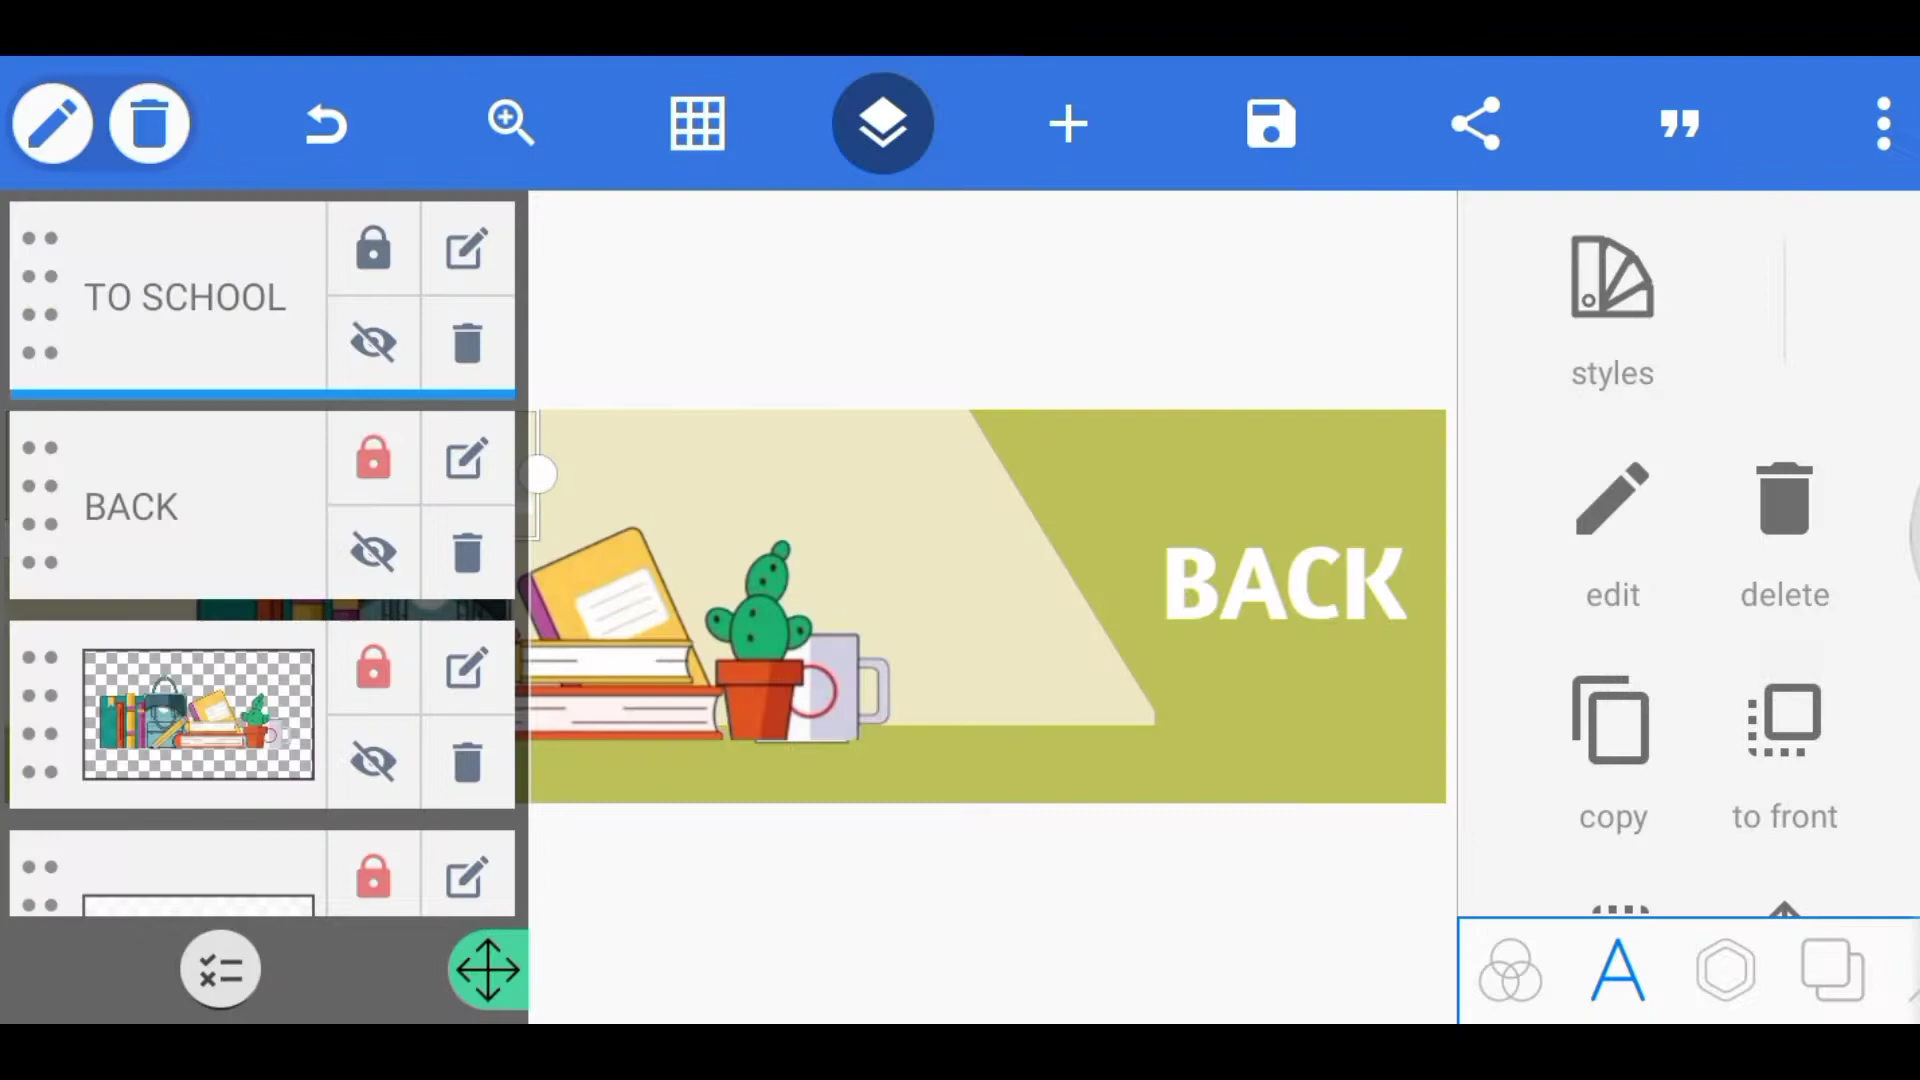 TO SCHOOL
BACK
BACK
styles
edit
delete
copy
to front